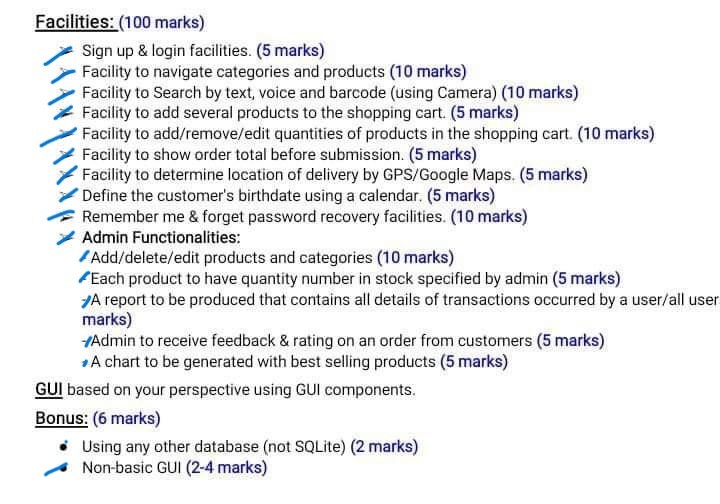 Facilities: (100 marks)
Sign up & login facilities. (5 marks)
Facility to navigate categories and products (10 marks)
Facility to Search by text, voice and barcode (using Camera) (10 marks)
Facility to add several products to the shopping cart. (5 marks)
Facility to add/remove/edit quantities of products in the shopping cart. (10 marks)
Facility to show order total before submission. (5 marks)
Facility to determine location of delivery by GPS/Google Maps. (5 marks)
Define the customer's birthdate using a calendar. (5 marks)
Remember me & forget password recovery facilities. (10 marks)
Admin Functionalities:
Add/delete/edit products and categories (10 marks)
Each product to have quantity number in stock specified by admin (5 marks)
A report to be produced that contains all details of transactions occurred by a user/all user
marks)
Admin to receive feedback & rating on an order from customers (5 marks)
A chart to be generated with best selling products (5 marks)
GUI based on your perspective using GUI components.
Bonus: (6 marks)
Using any other database (not SQLite) (2 marks)
Non-basic GUI (2-4 marks)